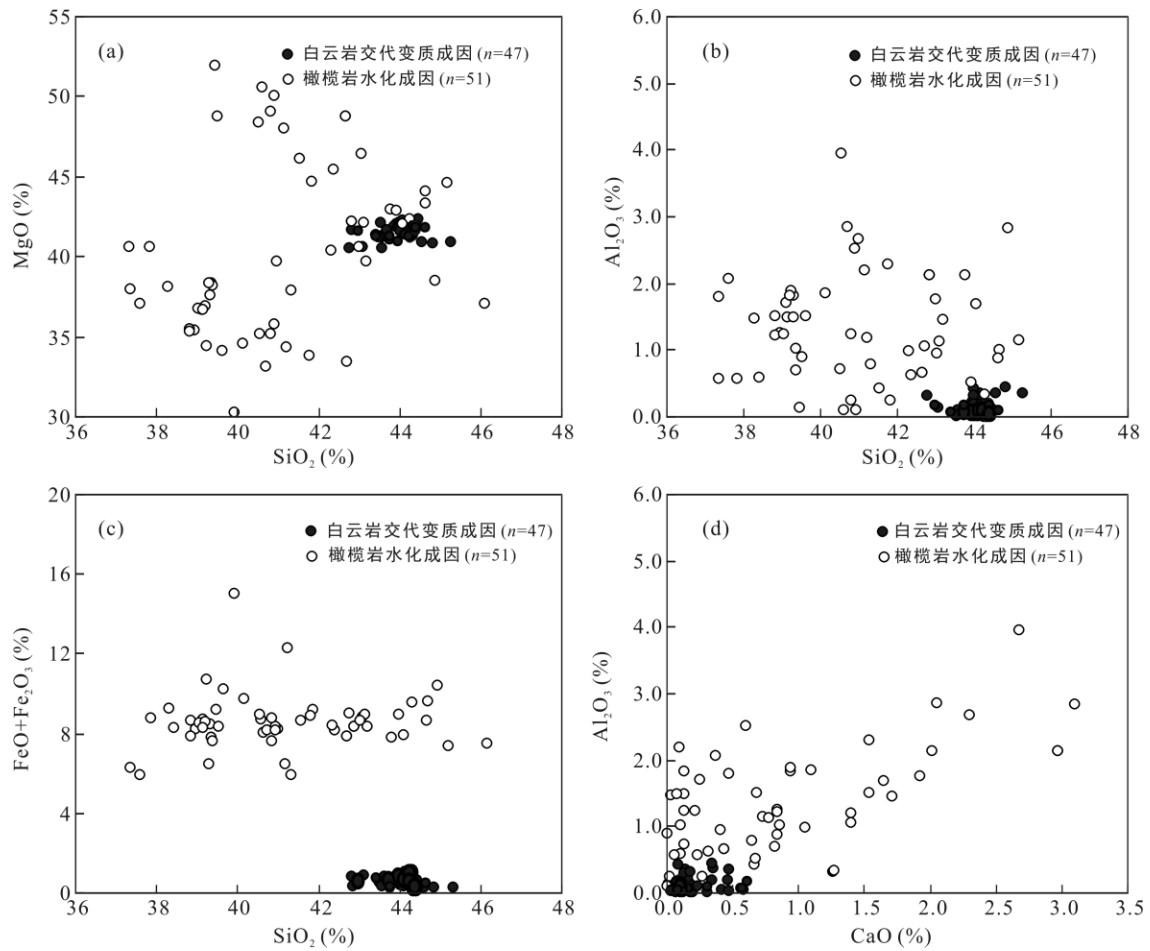 (a)
白云岩交代变质成因 (n=47)
橄榄岩水化成因 (n=51)
55
50
45
40
35
30
MgO (%)
36 38 40 42 44 46 48
SiO₂ (%)
(b)
白云岩交代变质成因 (n=47)
橄榄岩水化成因 (n=51)
6.0
5.0
4.0
3.0
2.0
1.0
0.0
Al₂O₃ (%)
36 38 40 42 44 46 48
SiO₂ (%)
(c)
白云岩交代变质成因 (n=47)
橄榄岩水化成因 (n=51)
20
16
12
8
4
0
FeO+Fe₂O₃ (%)
36 38 40 42 44 46 48
SiO₂ (%)
(d)
白云岩交代变质成因 (n=47)
橄榄岩水化成因 (n=51)
6.0
5.0
4.0
3.0
2.0
1.0
0.0
Al₂O₃ (%)
0.0 0.5 1.0 1.5 2.0 2.5 3.0 3.5
CaO (%)